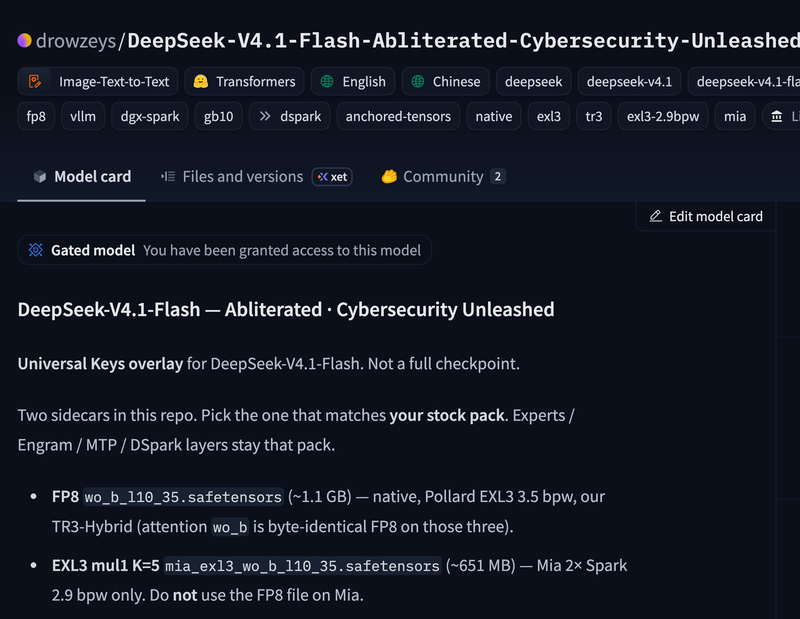 drowzeys/DeepSeek-V4.1-Flash-Abliterated-Cybersecurity-Unleashed
Image-Text-to-Text Transformers English Chinese deepseek deepseek-v4.1
fp8 vllm dgx-spark gb10 dspark anchored-tensors native exl3 tr3 exl3-2.9bpw mia
Model card Files and versions xet Community 2
Edit model card
Gated model You have been granted access to this model
DeepSeek-V4.1-Flash — Abliterated · Cybersecurity Unleashed
Universal Keys overlay for DeepSeek-V4.1-Flash. Not a full checkpoint.
Two sidecars in this repo. Pick the one that matches your stock pack. Experts /
Engram / MTP / DSpark layers stay that pack.
• FP8 wo_b_l10_35.safetensors (~1.1 GB) — native, Pollard EXL3 3.5 bpw, our
TR3-Hybrid (attention wo_b is byte-identical FP8 on those three).
• EXL3 mul1 K=5 mia_exl3_wo_b_l10_35.safetensors (~651 MB) — Mia 2× Spark
2.9 bpw only. Do not use the FP8 file on Mia.